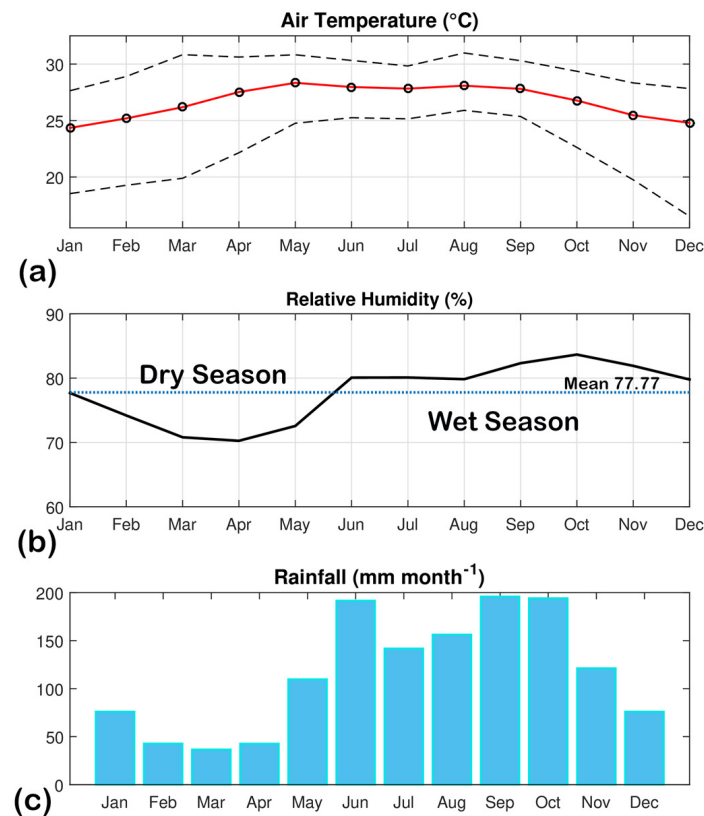 Air Temperature (°C)
30
25
20
Jan Feb Mar Apr May Jun Jul Aug Sep Oct Nov Dec
(a)
Relative Humidity (%)
90
80
70
60
Dry Season
Mean 77.77
Wet Season
Jan Feb Mar Apr May Jun Jul Aug Sep Oct Nov Dec
(b)
Rainfall (mm month⁻¹)
200
150
100
50
0
Jan Feb Mar Apr May Jun Jul Aug Sep Oct Nov Dec
(c)